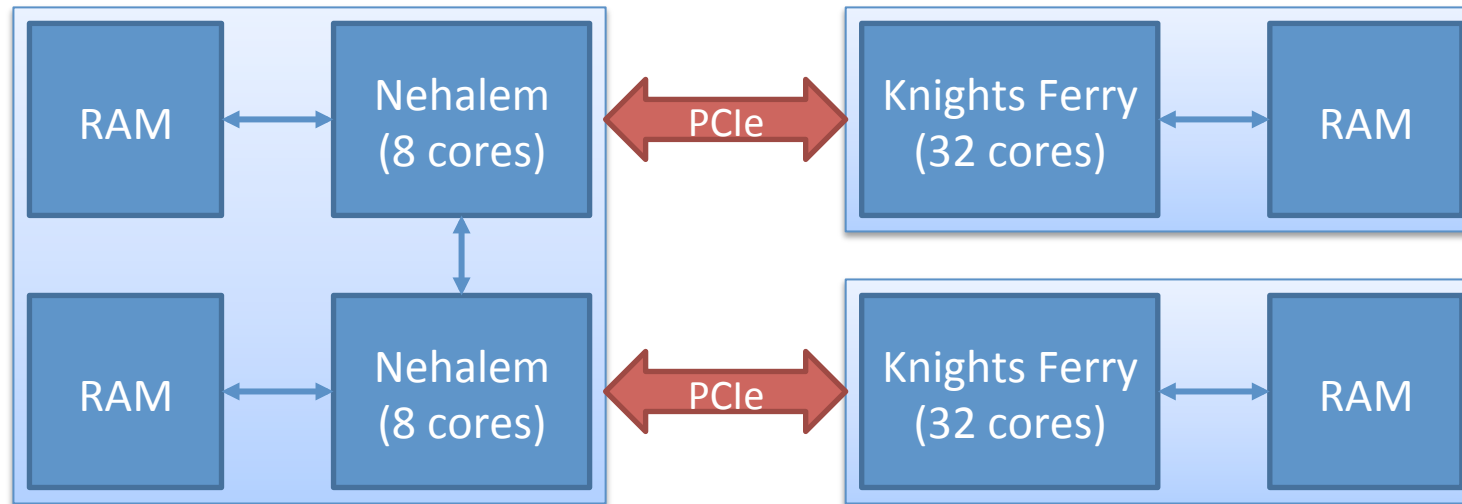 RAM
Nehalem
(8 cores)
PCIe
Knights Ferry
(32 cores)
RAM
RAM
Nehalem
(8 cores)
PCIe
Knights Ferry
(32 cores)
RAM